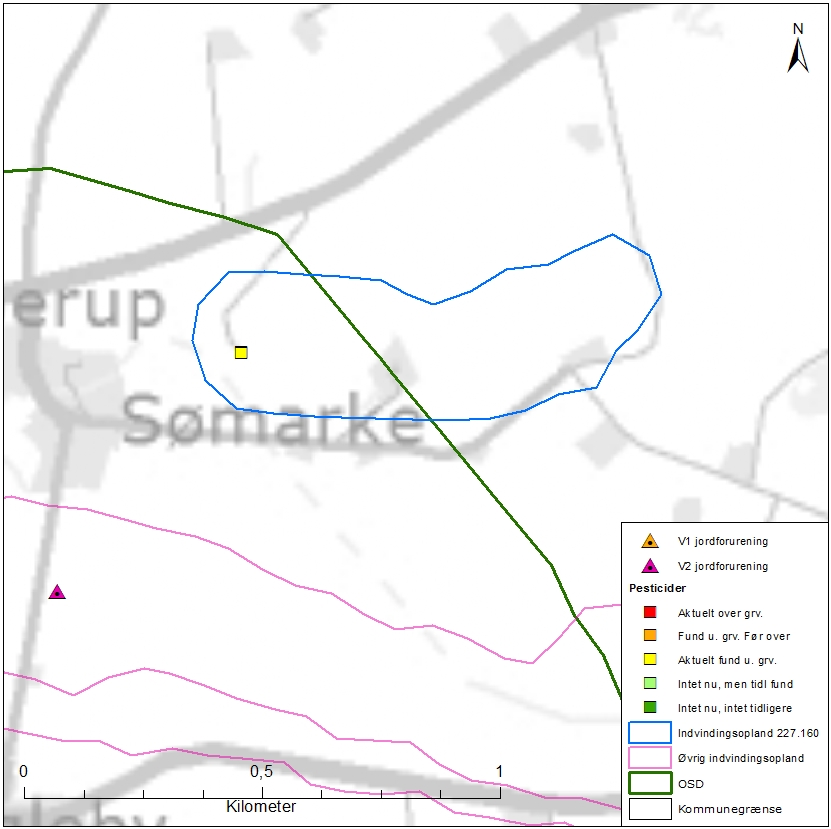 N
erup
Sømarke
V1 jordforurening
V2 jordforurening
Pesticider
Aktuelt over grv.
Fund u. grv. Før over
Aktuelt fund u. grv.
Intet nu, men tidl fund
Intet nu, intet tidligere
Indvindingsopland 227.160
Øvrig indvindingsopland
OSD
Kommunegrænse
0 0,5 1
Kilometer